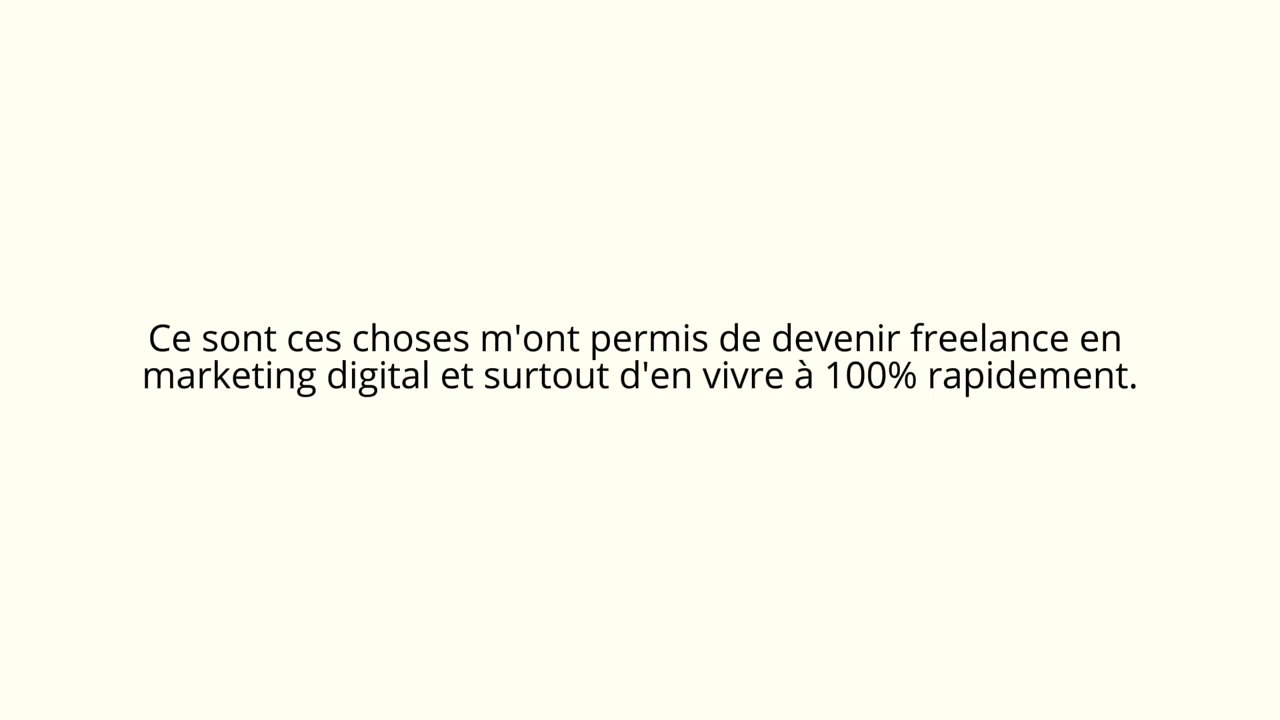 Ce sont ces choses m'ont permis de devenir freelance en
marketing digital et surtout d'en vivre à 100% rapidement.